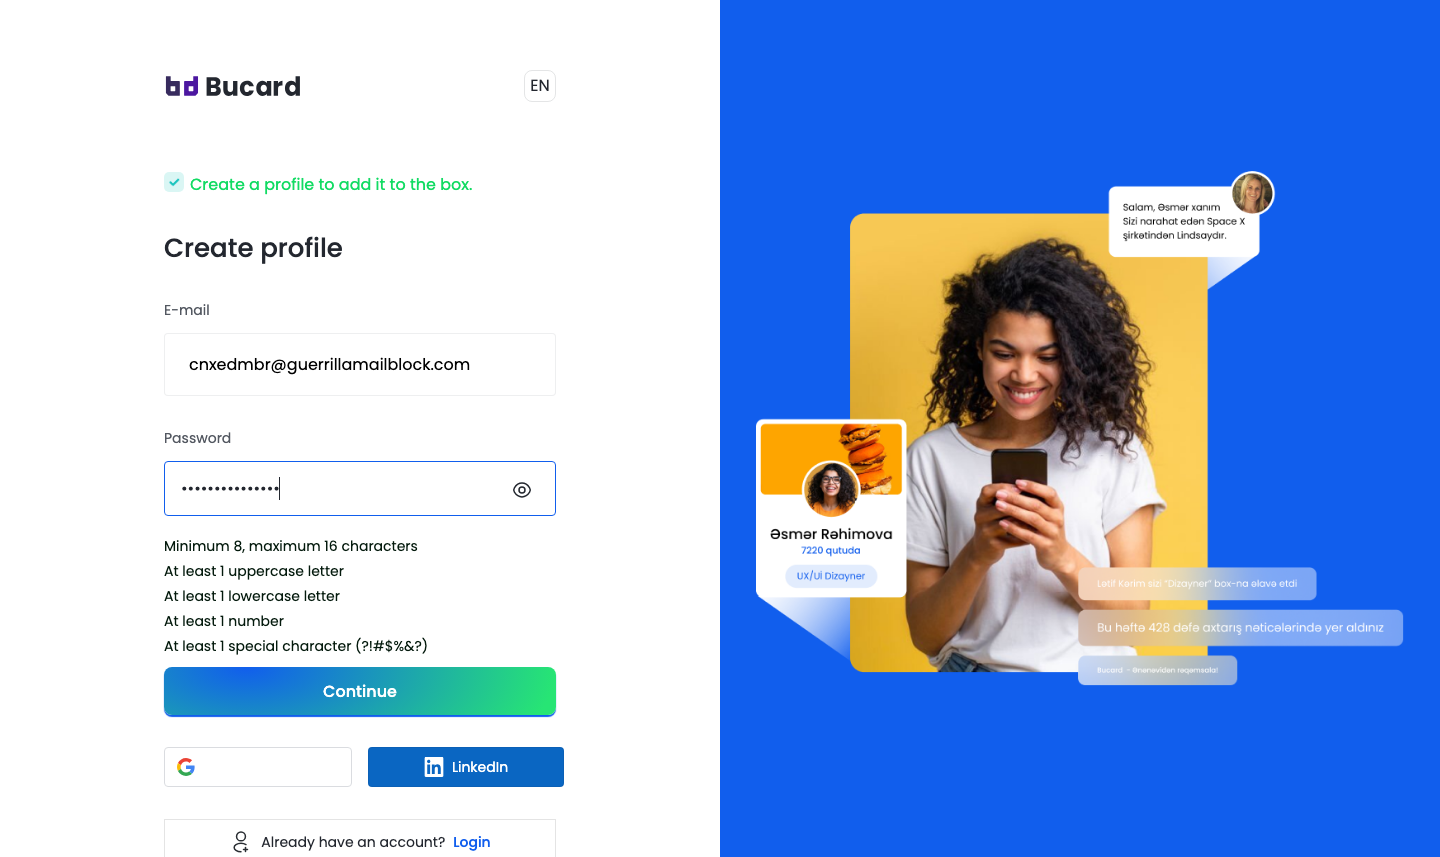 bd Bucard
EN
Create a profile to add it to the box.
Create profile
E-mail
cnxedmbr@guerrillamailblock.com
Password
•••••••••••••••
Minimum 8, maximum 16 characters
At least 1 uppercase letter
At least 1 lowercase letter
At least 1 number
At least 1 special character (?!#$%&?)
Continue
LinkedIn
Already have an account? Login
Salam, Əsmər xanım
Sizi narahat edən Space X
şirkətindən Lindsaydır.
Əsmər Rəhimova
7220 qutuda
UX/Uİ Dizayner
Lətif Kərim sizi “Dizayner” box-na əlavə etdi
Bu həftə 428 dəfə axtarış nəticələrində yer aldınız
Bucard - Ənənəvidən rəqəmsala!